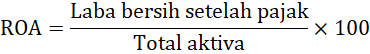 ROA = Laba bersih setelah pajak / Total aktiva × 100